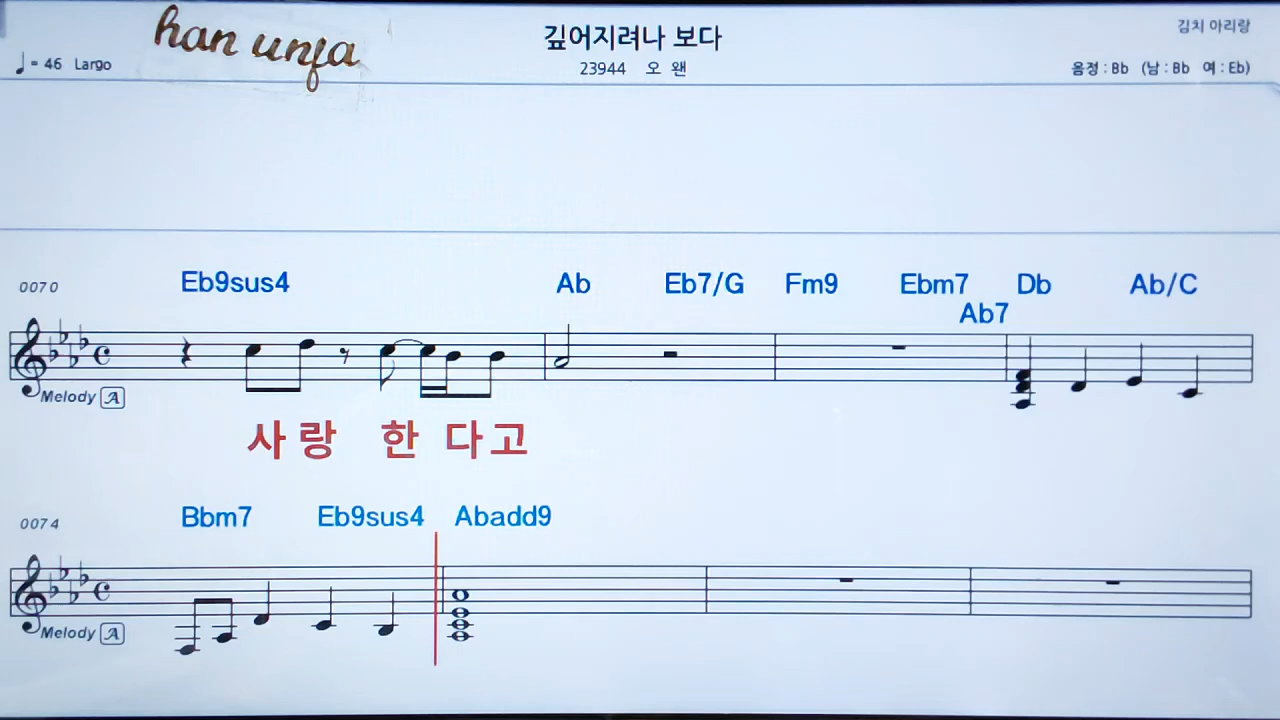 han unja
깊어지려나 보다
김치 아리랑
♩= 46 Largo
23944 오 왠
음정 : Bb (남 : Bb 여 : Eb)
0070 Eb9sus4 Ab Eb7/G Fm9 Ebm7 Db Ab/C
Ab7
Melody A
사랑 한 다고
0074 Bbm7 Eb9sus4 Abadd9
Melody A